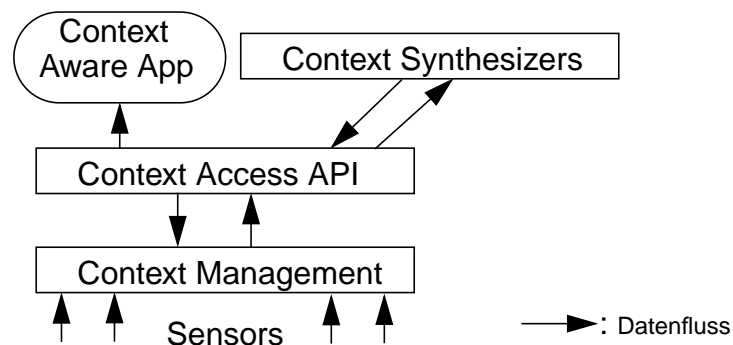 Context
Aware App
Context Synthesizers
Context Access API
Context Management
Sensors
: Datenfluss